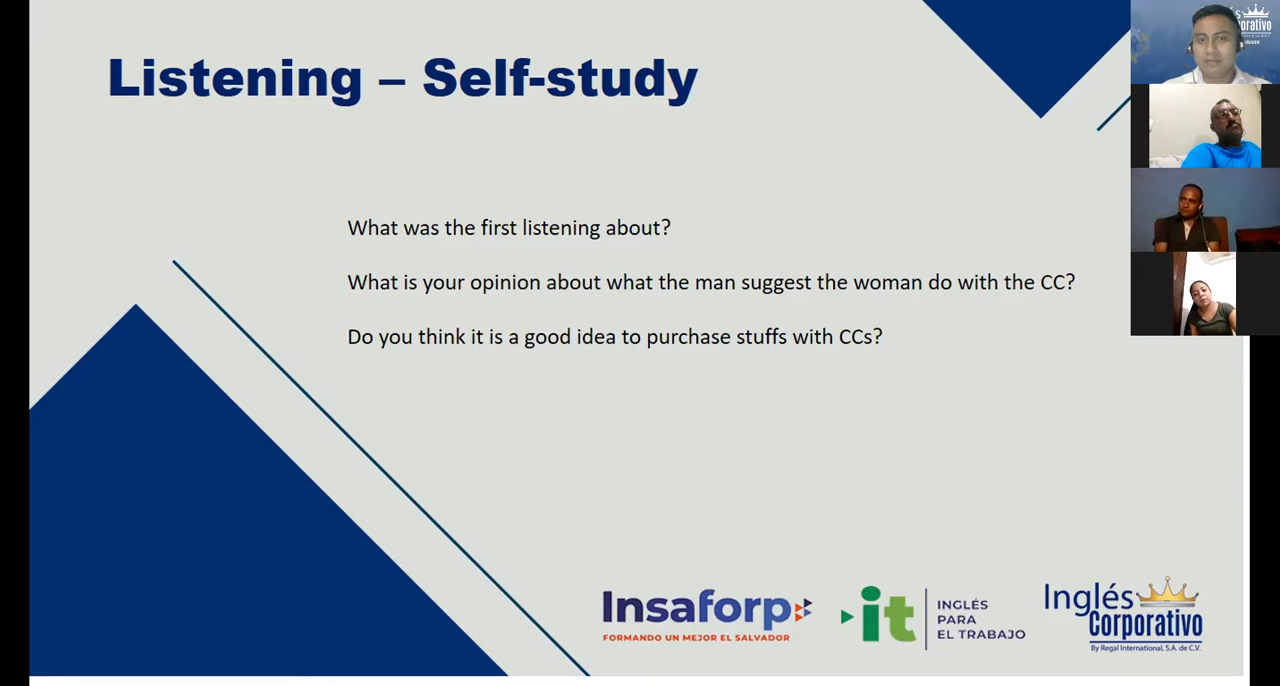 Listening – Self-study
What was the first listening about?
What is your opinion about what the man suggest the woman do with the CC?
Do you think it is a good idea to purchase stuffs with CCs?
Insaforp
FORMANDO UN MEJOR EL SALVADOR
it
INGLÉS
PARA
EL TRABAJO
Inglés
Corporativo
By Regal International, S.A. de C.V.